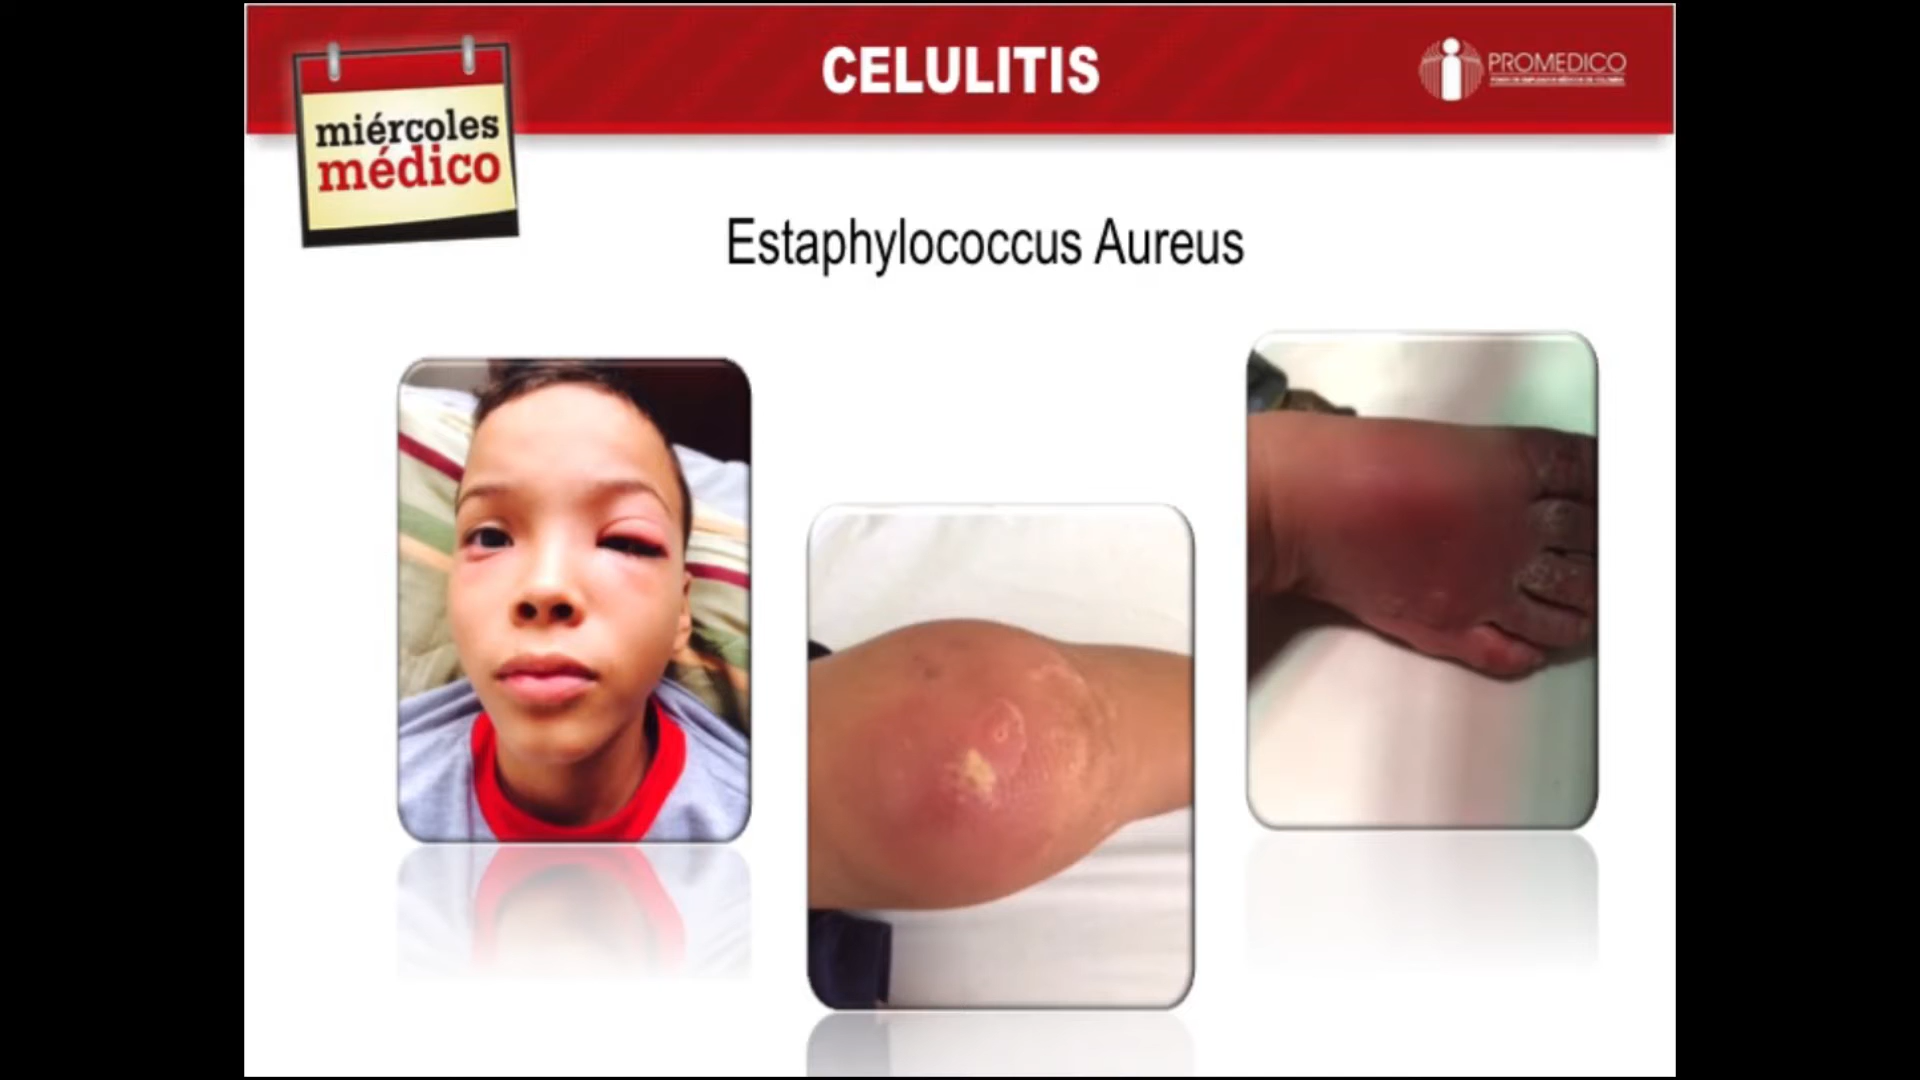 CELULITIS
miércoles
médico
PROMEDICO
Estaphylococcus Aureus